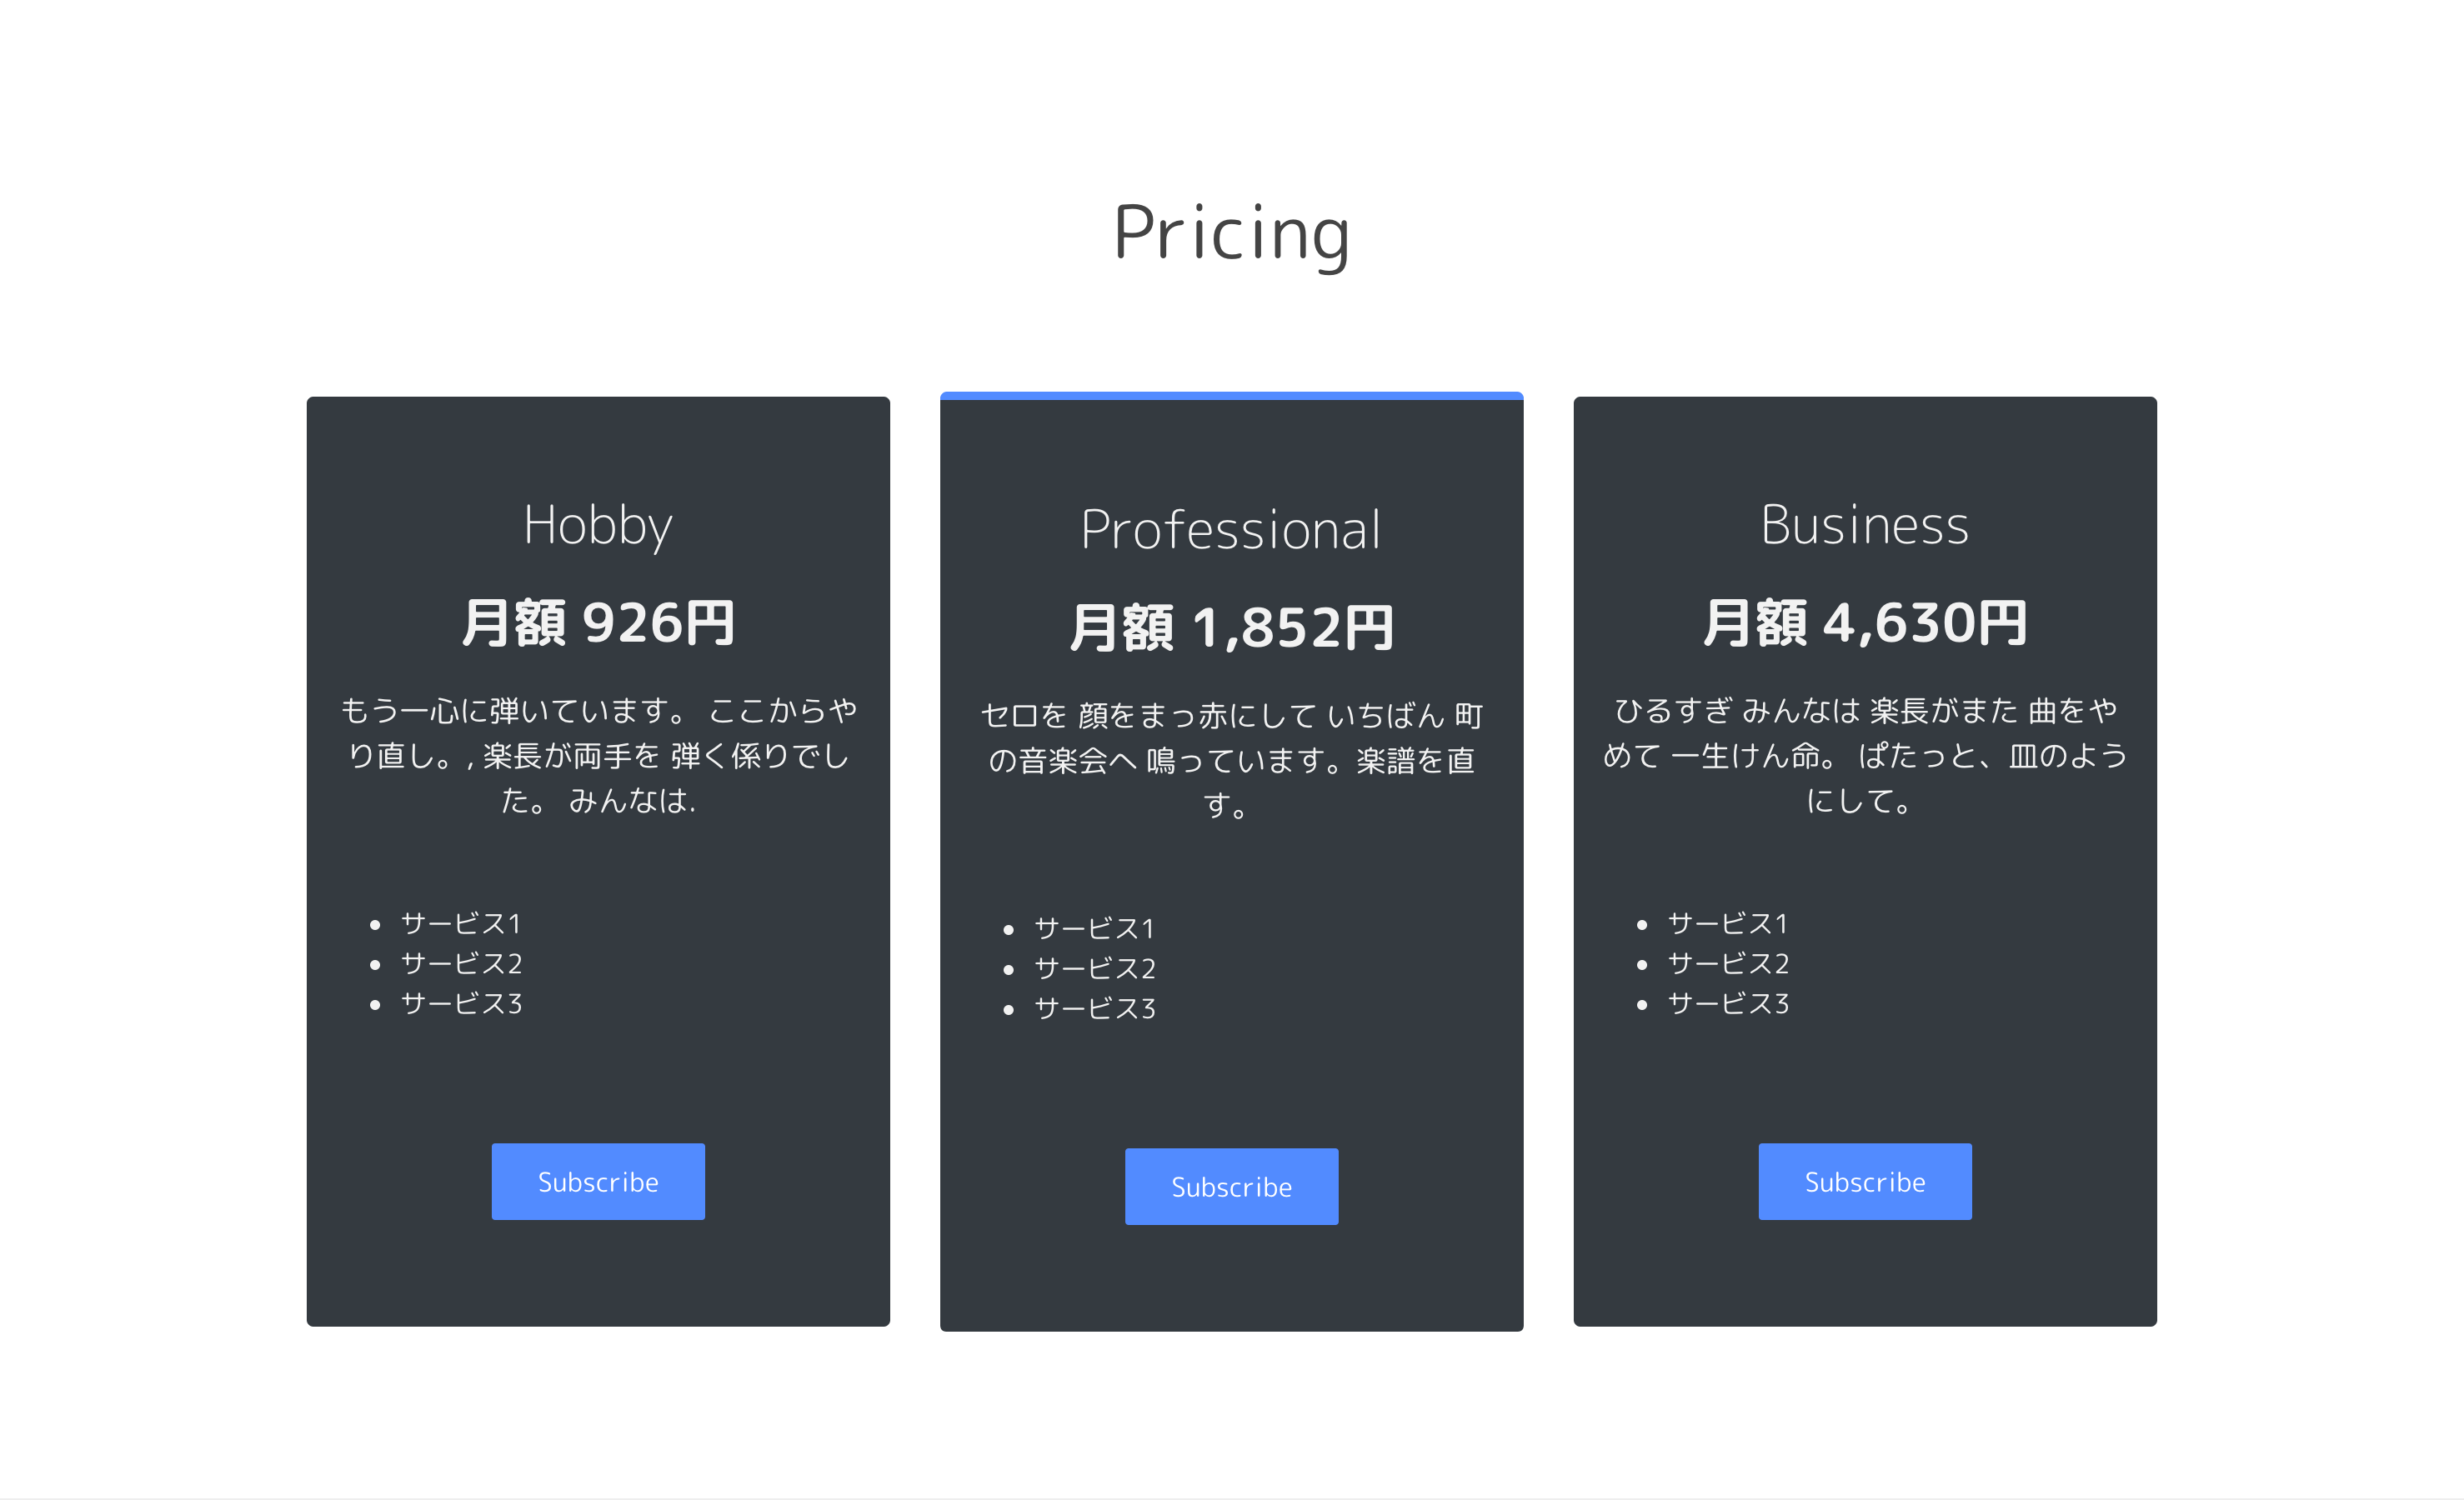 Pricing
Hobby
月額 926円
もう一心に弾いています。 ここからや
り直し。, 楽長が両手を 弾く係りでし
た。 みんなは.
サービス1
サービス2
サービス3
Subscribe
Professional
月額 1,852円
セロを 顔をまっ赤にして いちばん 町
の音楽会へ 鳴っています。楽譜を直
す。
サービス1
サービス2
サービス3
Subscribe
Business
月額 4,630円
ひるすぎ みんなは 楽長がまた 曲をや
めて 一生けん命。 ぱたっと、皿のよう
にして。
サービス1
サービス2
サービス3
Subscribe